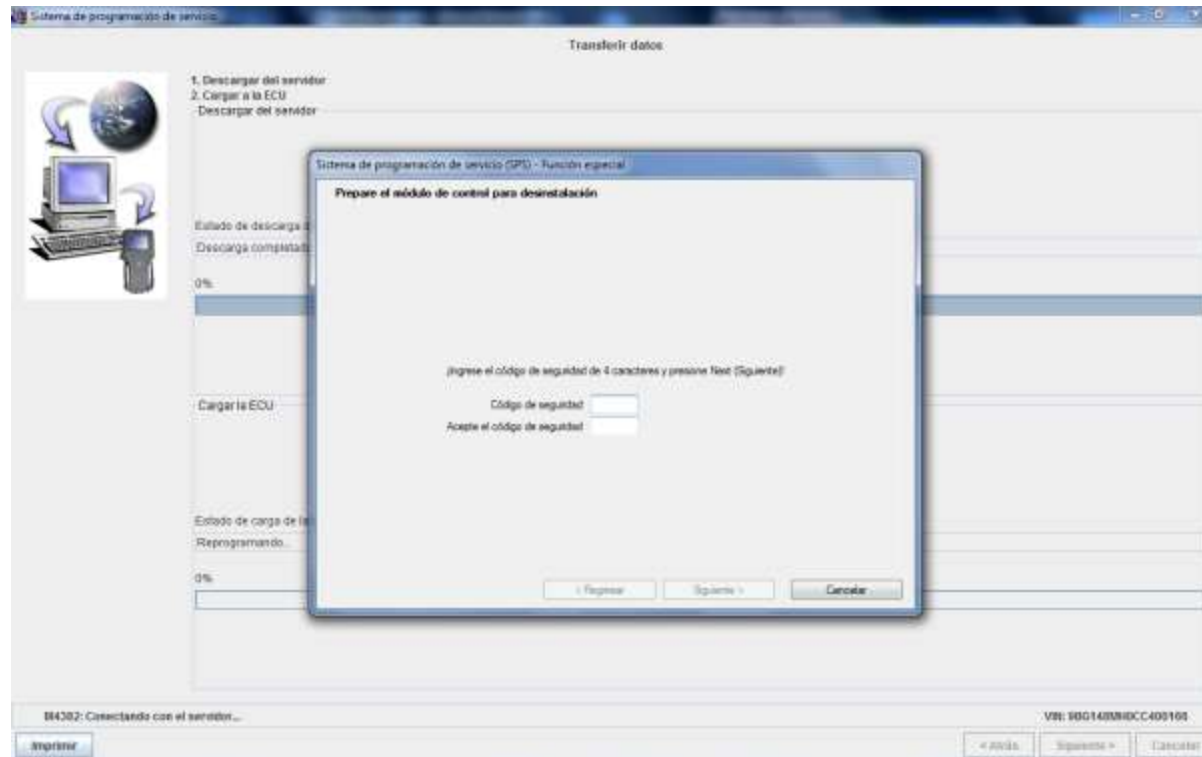 Sistema de programación de servicio
Transferir datos
1. Descargar del servidor
2. Cargar a la ECU
Descargar del servidor
Sistema de programación de servicio (SPS) - Función especial
Prepare el módulo de control para desinstalación
Estado de descarga
Descarga completada
0%
¡Ingrese el código de seguridad de 4 caracteres y presione Next (Siguiente)!
Código de seguridad
Acepte el código de seguridad
Cargar la ECU
Estado de carga de la
Reprogramando...
0%
< Regresar
Siguiente >
Cancelar
Conectando con el servidor...
VIN:
Imprimir
< Atrás
Siguiente >
Cancelar